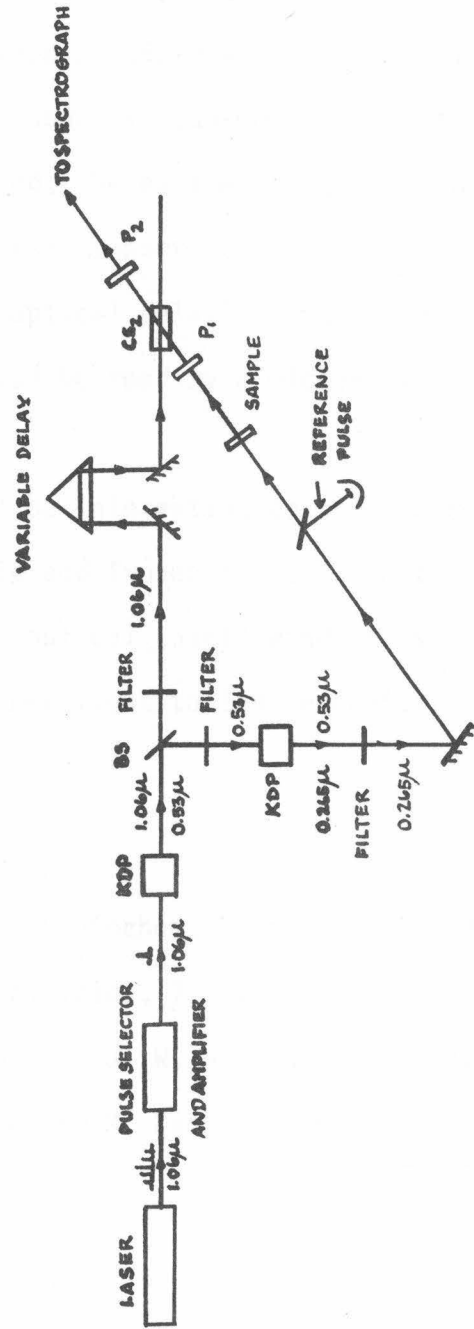 LASER
1.06μ
PULSE SELECTOR
AND AMPLIFIER
1.06μ
KDP
1.06μ
0.53μ
BS
FILTER
1.06μ
VARIABLE DELAY
CS2
P2
TO SPECTROGRAPH
FILTER
0.53μ
KDP
0.53μ
0.265μ
FILTER
0.265μ
REFERENCE
PULSE
SAMPLE
P1